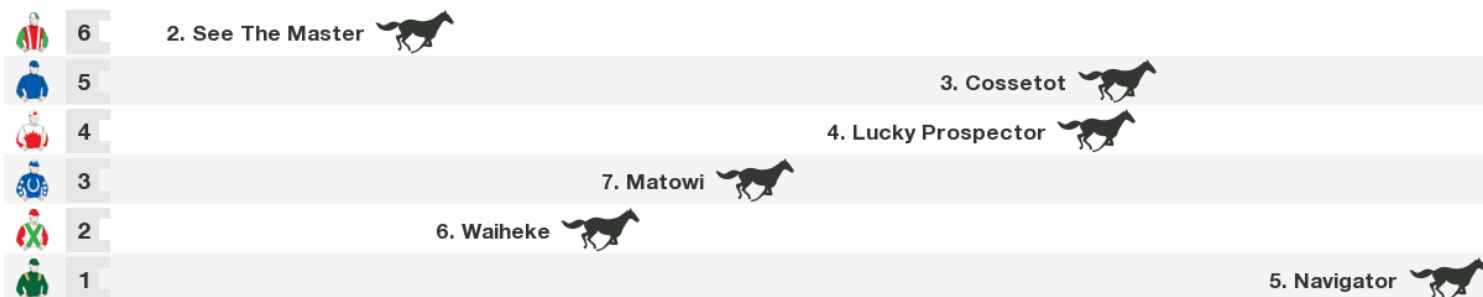 6 2. See The Master
5 3. Cossetot
4 4. Lucky Prospector
3 7. Matowi
2 6. Waiheke
1 5. Navigator